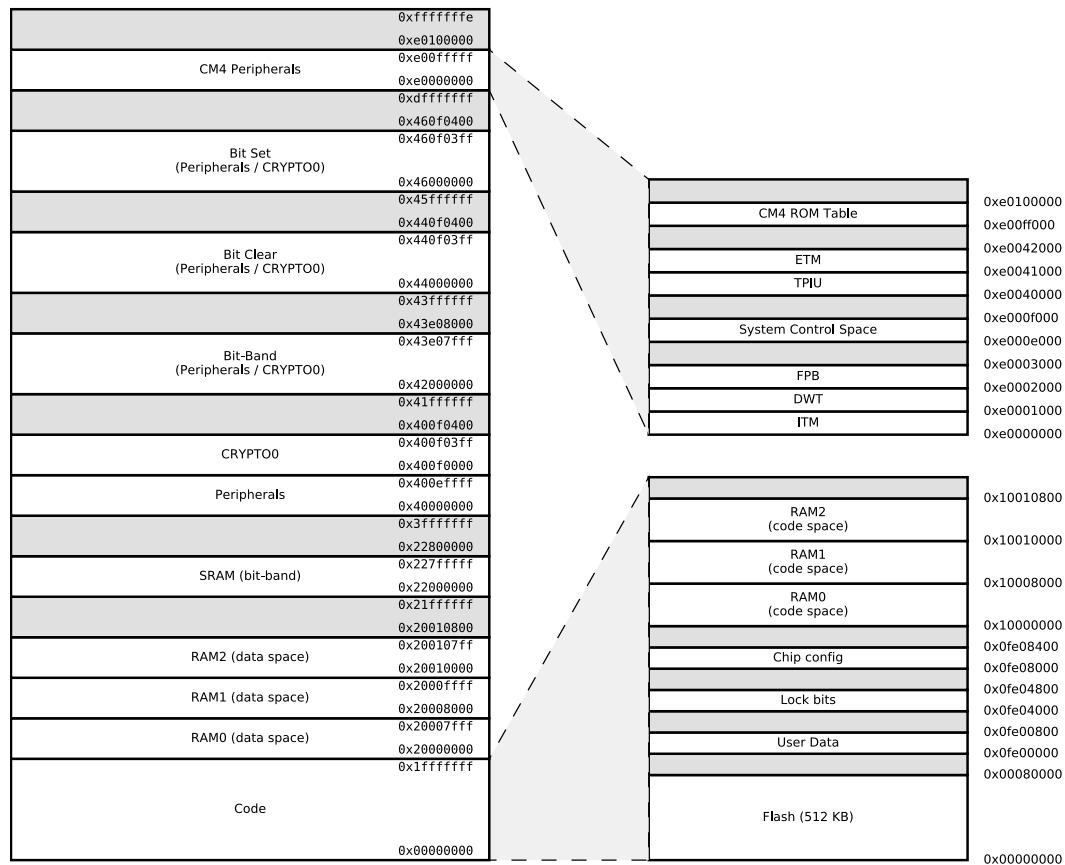 0xfffffffe
0xe0100000
0xe00fffff
CM4 Peripherals
0xe0000000
0xdfffffff
0x460f0400
0x460f03ff
Bit Set
(Peripherals / CRYPTO0)
0x46000000
0x45ffffff
0x440f0400
0x440f03ff
Bit Clear
(Peripherals / CRYPTO0)
0x44000000
0x43ffffff
0x43e08000
0x43e07fff
Bit-Band
(Peripherals / CRYPTO0)
0x42000000
0x41ffffff
0x400f0400
0x400f03ff
CRYPTO0
0x400f0000
0x400effff
Peripherals
0x40000000
0x3fffffff
0x22800000
0x227fffff
SRAM (bit-band)
0x22000000
0x21ffffff
0x20010800
0x200107ff
RAM2 (data space)
0x20010000
0x2000ffff
RAM1 (data space)
0x20008000
0x20007fff
RAM0 (data space)
0x20000000
0x1fffffff
Code
0x00000000
0xe0100000
CM4 ROM Table
0xe00ff000
0xe0042000
ETM
0xe0041000
TPIU
0xe0040000
0xe000f000
System Control Space
0xe000e000
0xe0003000
FPB
0xe0002000
DWT
0xe0001000
ITM
0xe0000000
0x10010800
RAM2
(code space)
0x10010000
RAM1
(code space)
0x10008000
RAM0
(code space)
0x10000000
0x0fe08400
Chip config
0x0fe08000
0x0fe04800
Lock bits
0x0fe04000
0x0fe00800
User Data
0x0fe00000
0x00080000
Flash (512 KB)
0x00000000